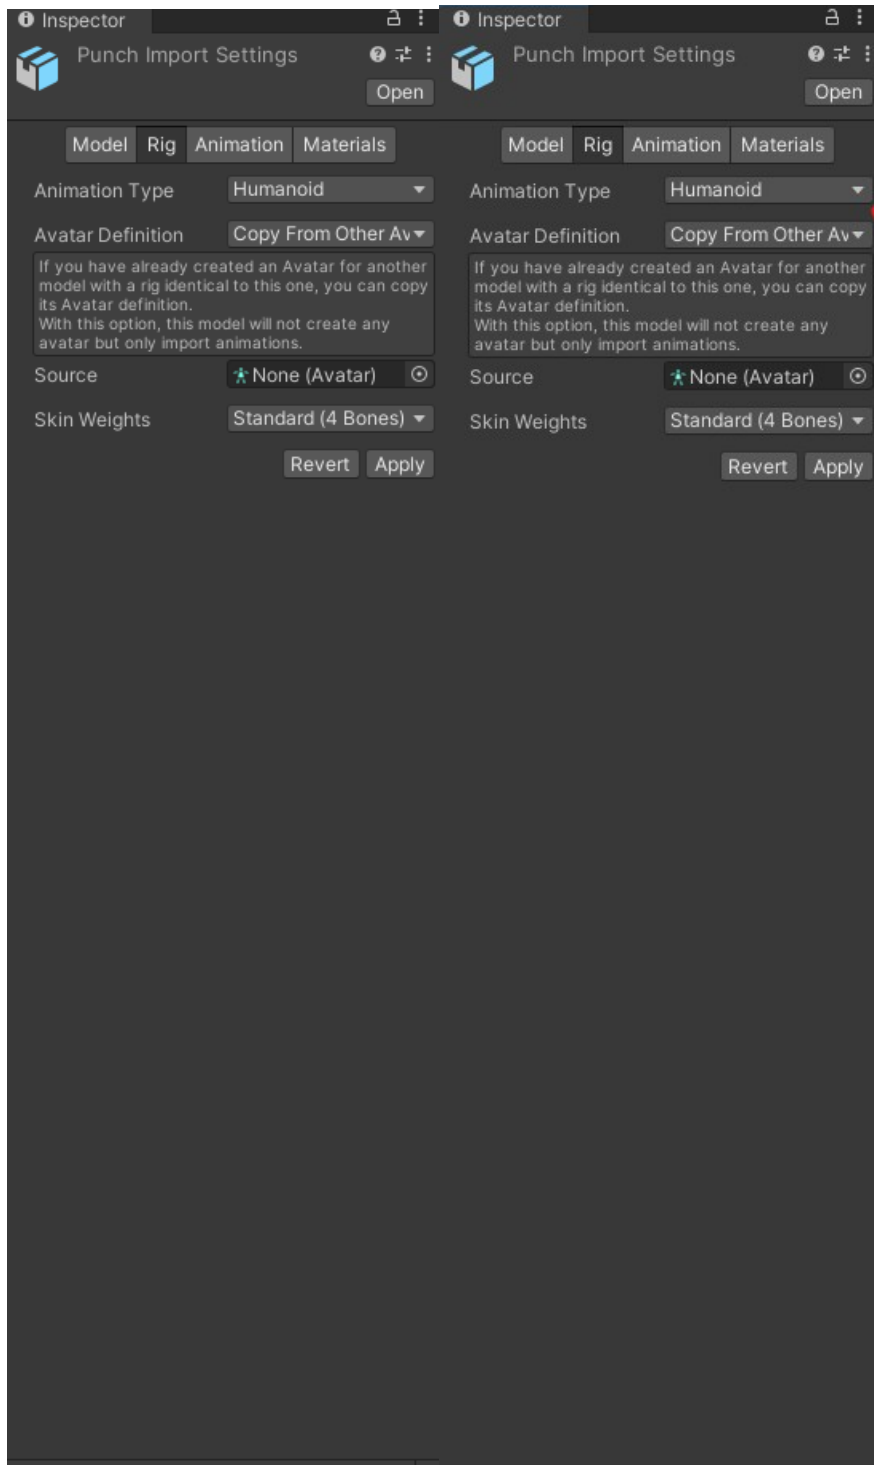 Inspector
Punch Import Settings
Open
Model Rig Animation Materials
Animation Type Humanoid
Avatar Definition Copy From Other Av
If you have already created an Avatar for another
model with a rig identical to this one, you can copy
its Avatar definition.
With this option, this model will not create any
avatar but only import animations.
Source None (Avatar)
Skin Weights Standard (4 Bones)
Revert Apply
Inspector
Punch Import Settings
Open
Model Rig Animation Materials
Animation Type Humanoid
Avatar Definition Copy From Other Av
If you have already created an Avatar for another
model with a rig identical to this one, you can copy
its Avatar definition.
With this option, this model will not create any
avatar but only import animations.
Source None (Avatar)
Skin Weights Standard (4 Bones)
Revert Apply